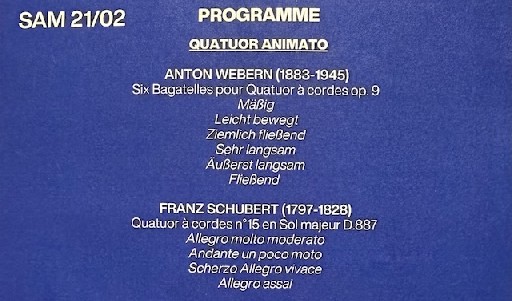 SAM 21/02
PROGRAMME
QUATUOR ANIMATO
ANTON WEBERN (1883-1945)
Six Bagatelles pour Quatuor à cordes op. 9
Mäßig
Leicht bewegt
Ziemlich fließend
Sehr langsam
Äußerst langsam
Fließend
FRANZ SCHUBERT (1797-1828)
Quatuor à cordes n°15 en Sol majeur D.887
Allegro molto moderato
Andante un poco moto
Scherzo Allegro vivace
Allegro assai